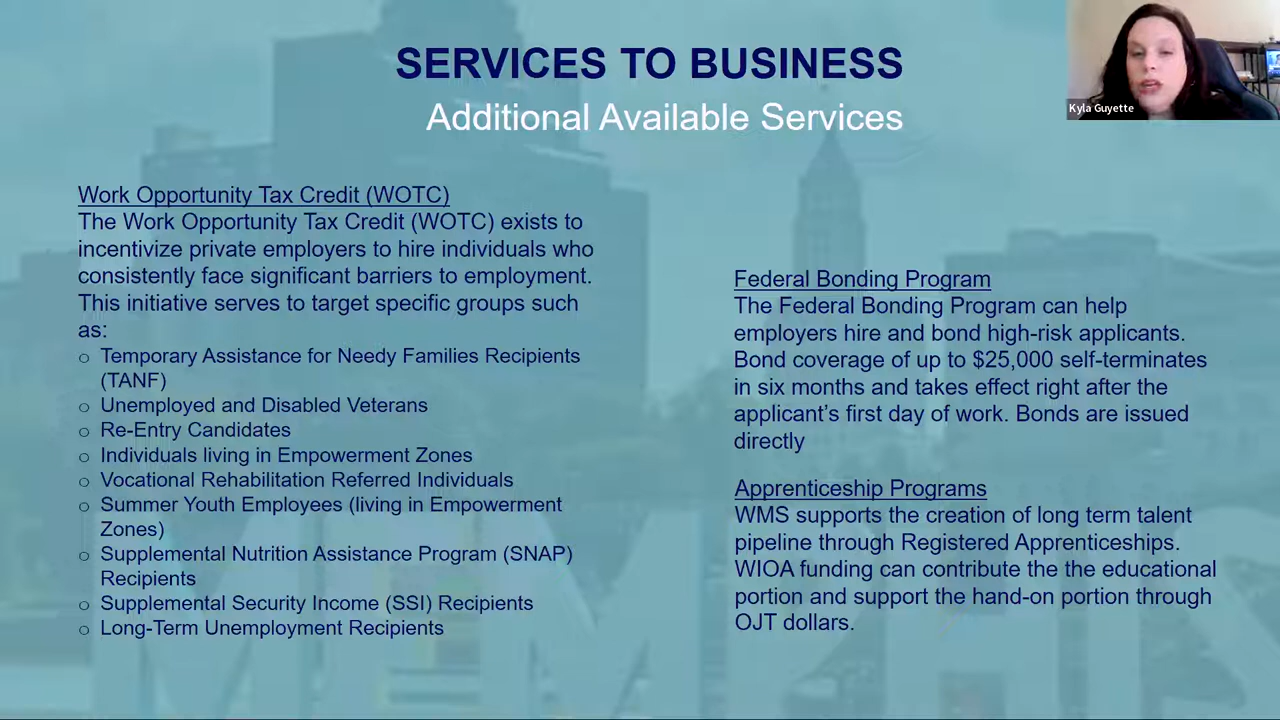 SERVICES TO BUSINESS
Additional Available Services
Kyla Guyette
Work Opportunity Tax Credit (WOTC)
The Work Opportunity Tax Credit (WOTC) exists to
incentivize private employers to hire individuals who
consistently face significant barriers to employment.
This initiative serves to target specific groups such
as:
o Temporary Assistance for Needy Families Recipients
(TANF)
o Unemployed and Disabled Veterans
o Re-Entry Candidates
o Individuals living in Empowerment Zones
o Vocational Rehabilitation Referred Individuals
o Summer Youth Employees (living in Empowerment
Zones)
o Supplemental Nutrition Assistance Program (SNAP)
Recipients
o Supplemental Security Income (SSI) Recipients
o Long-Term Unemployment Recipients
Federal Bonding Program
The Federal Bonding Program can help
employers hire and bond high-risk applicants.
Bond coverage of up to $25,000 self-terminates
in six months and takes effect right after the
applicant’s first day of work. Bonds are issued
directly
Apprenticeship Programs
WMS supports the creation of long term talent
pipeline through Registered Apprenticeships.
WIOA funding can contribute the the educational
portion and support the hand-on portion through
OJT dollars.
MEMPHIS